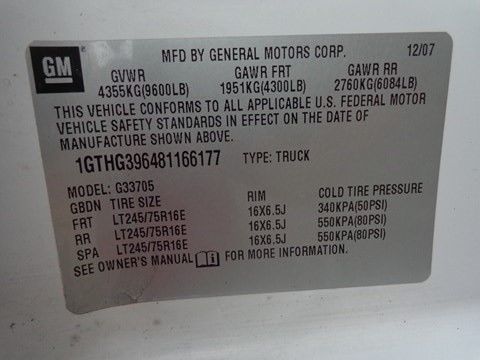 GM
MFD BY GENERAL MOTORS CORP. 12/07
GVWR GAWR FRT GAWR RR
4355KG(9600LB) 1951KG(4300LB) 2760KG(6084LB)
THIS VEHICLE CONFORMS TO ALL APPLICABLE U.S. FEDERAL MOTOR
VEHICLE SAFETY STANDARDS IN EFFECT ON THE DATE OF
MANUFACTURE SHOWN ABOVE.
1GTHG396481166177 TYPE: TRUCK
MODEL: G33705
GBDN TIRE SIZE RIM COLD TIRE PRESSURE
FRT LT245/75R16E 16X6.5J 340KPA(50PSI)
RR LT245/75R16E 16X6.5J 550KPA(80PSI)
SPA LT245/75R16E 16X6.5J 550KPA(80PSI)
SEE OWNER'S MANUAL FOR MORE INFORMATION.